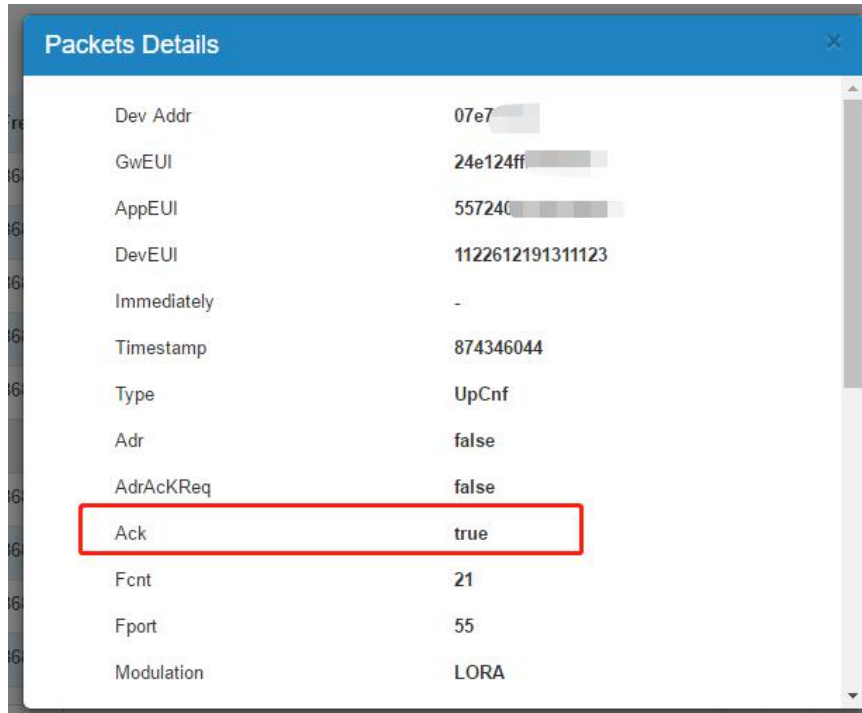 Packets Details
×
Dev Addr 07e7
GwEUI 24e124ff
AppEUI 557240
DevEUI 1122612191311123
Immediately -
Timestamp 874346044
Type UpCnf
Adr false
AdrAcKReq false
Ack true
Fcnt 21
Fport 55
Modulation LORA